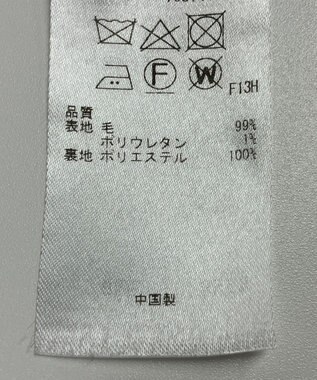 F
W
F13H
品質
表地 毛 99%
ポリウレタン 1%
裏地 ポリエステル 100%
中国製